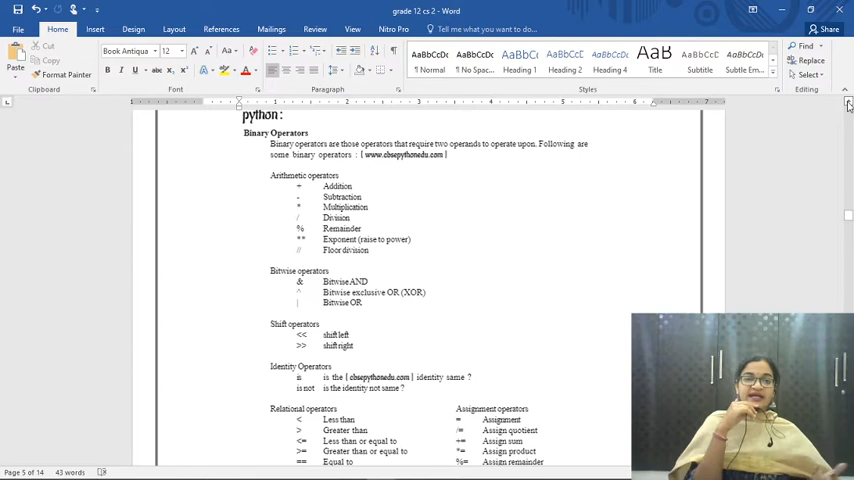 grade 12 cs 2 - Word
File Home Insert Design Layout References Mailings Review View Nitro Pro Tell me what you want to do... Share
Cut
Copy
Format Painter
Paste
Book Antiqua 12
AaBbCcDc AaBbCcDc AaBbC AaBbCcD AaBbCcDc AaB AaBbCcD AaBbCcDc
¶ Normal ¶ No Spac... Heading 1 Heading 2 Heading 4 Title Subtitle Subtle Em...
Find
Replace
Select
Clipboard Font Paragraph Styles Editing
python:
Binary Operators
Binary operators are those operators that require two operands to operate upon. Following are
some binary operators : [ www.cbsepythonedu.com ]
Arithmetic operators
+ Addition
- Subtraction
* Multiplication
/ Division
% Remainder
** Exponent (raise to power)
// Floor division
Bitwise operators
& Bitwise AND
^ Bitwise exclusive OR (XOR)
| Bitwise OR
Shift operators
<< shift left
>> shift right
Identity Operators
is is the [ cbsepythonedu.com ] identity same ?
is not is the identity not same ?
Relational operators Assignment operators
< Less than = Assignment
> Greater than /= Assign quotient
<= Less than or equal to += Assign sum
>= Greater than or equal to *= Assign product
== Equal to %= Assign remainder
Page 5 of 14 43 words